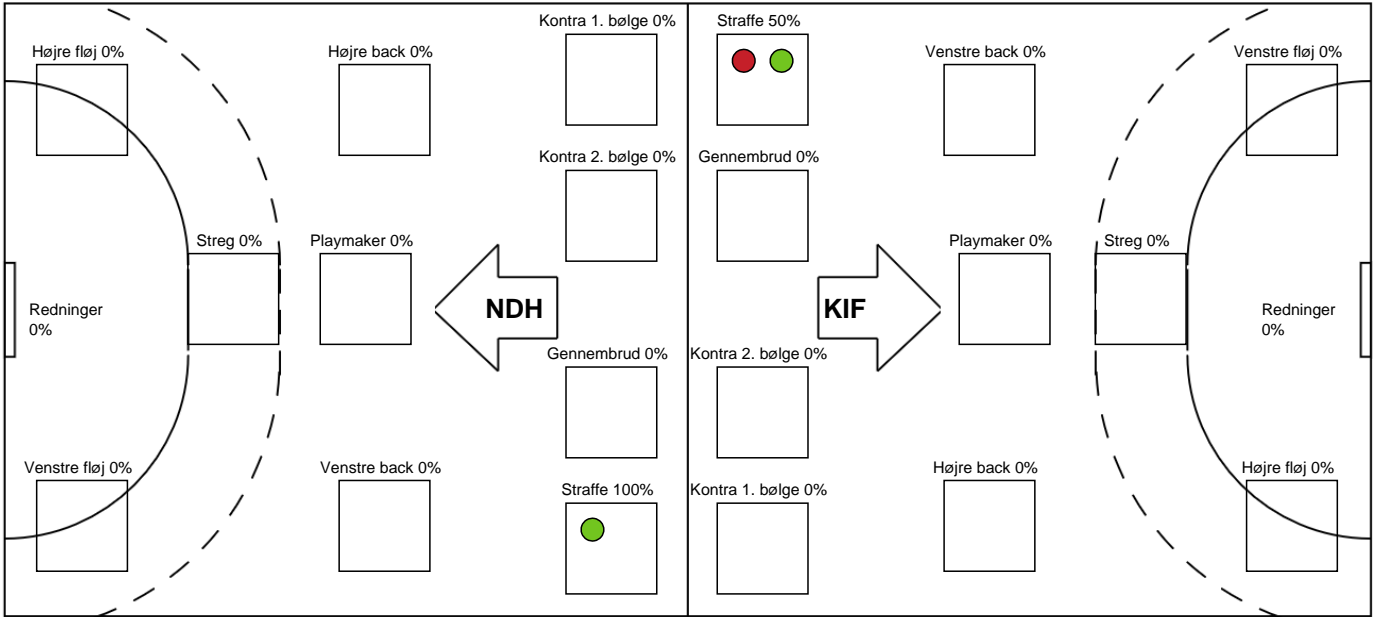 Kontra 1. bølge 0%
Straffe 50%
Højre fløj 0%
Højre back 0%
Venstre back 0%
Venstre fløj 0%
Kontra 2. bølge 0%
Gennembrud 0%
Streg 0%
Playmaker 0%
Playmaker 0%
Streg 0%
Redninger
0%
NDH
KIF
Redninger
0%
Gennembrud 0%
Kontra 2. bølge 0%
Venstre fløj 0%
Venstre back 0%
Højre back 0%
Højre fløj 0%
Straffe 100%
Kontra 1. bølge 0%